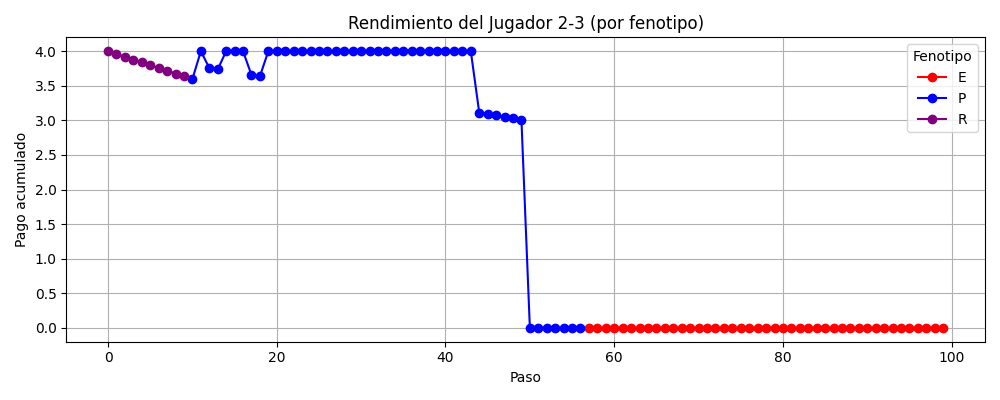 Rendimiento del Jugador 2-3 (por fenotipo)
Pago acumulado
4.0
3.5
3.0
2.5
2.0
1.5
1.0
0.5
0.0
Fenotipo
E
P
R
0 20 40 60 80 100
Paso